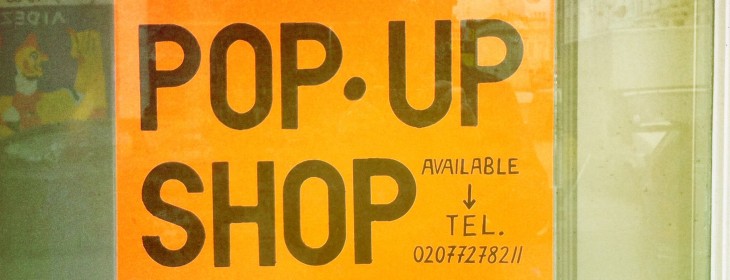 POP·UP
SHOP
AVAILABLE
↓
TEL.
02077278211